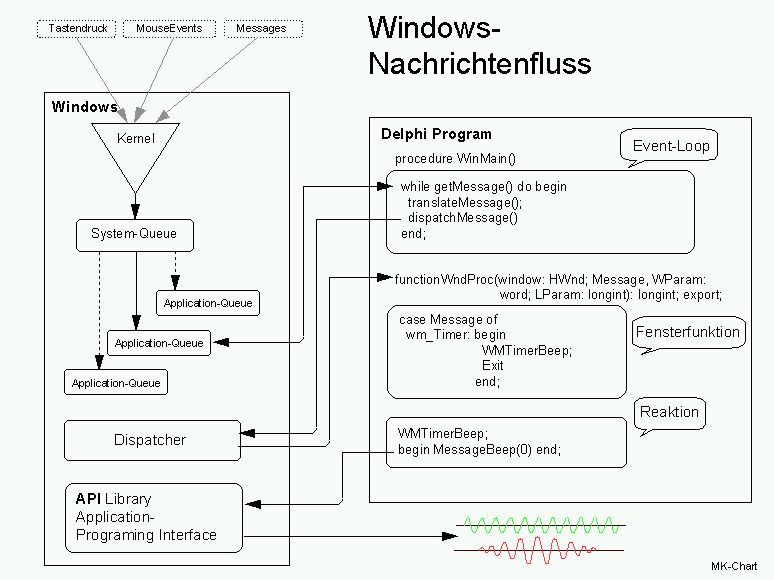 Windows-
Nachrichtenfluss
Tastendruck
MouseEvents
Messages
Windows
Kernel
System-Queue
Application-Queue
Application-Queue
Application-Queue
Dispatcher
API Library
Application-
Programing Interface
Delphi Program
Event-Loop
procedure WinMain()
while getMessage() do begin
translateMessage();
dispatchMessage()
end;
functionWndProc(window: HWnd; Message, WParam:
word; LParam: longint): longint; export;
case Message of
wm_Timer: begin
WMTimerBeep;
Exit
end;
Fensterfunktion
Reaktion
WMTimerBeep;
begin MessageBeep(0) end;
MK-Chart